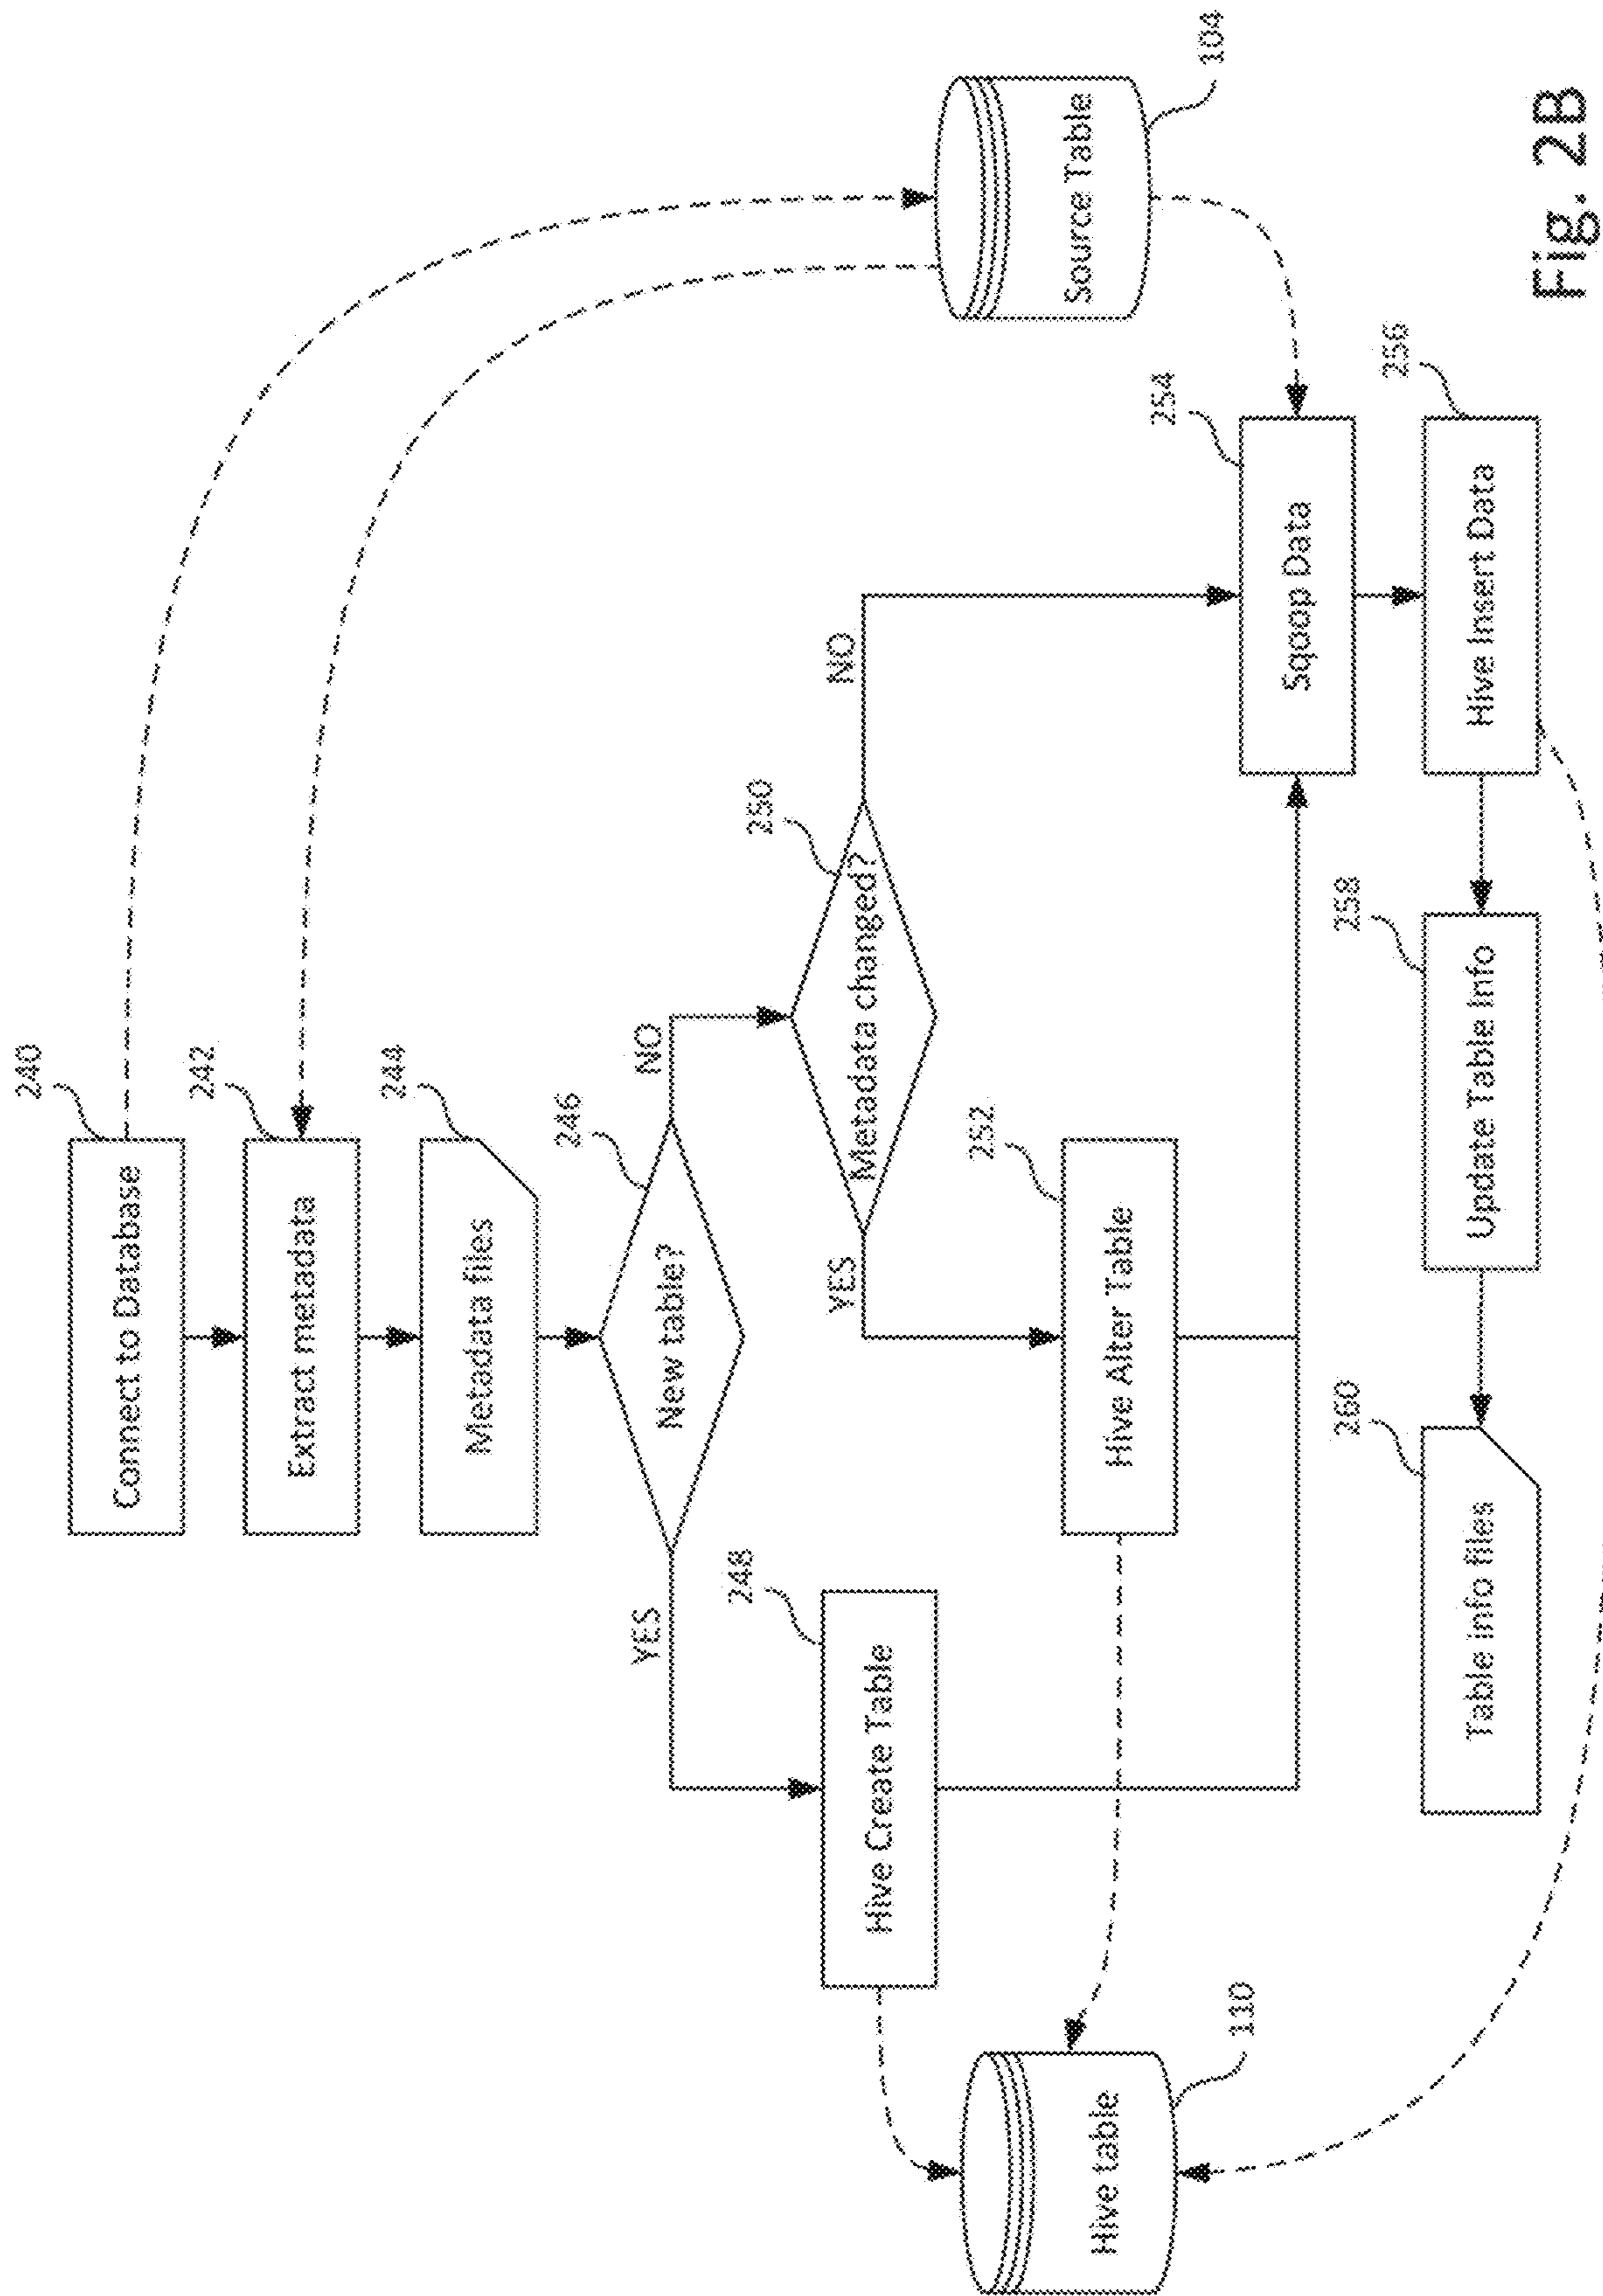 240
Connect to Database
242
Extract metadata
244
Metadata files
246
New table?
YES
NO
248
Hive Create Table
250
Metadata changed?
YES
NO
252
Hive Alter Table
Source Table
104
Hive table
110
254
Sqoop Data
256
Hive Insert Data
258
Update Table Info
260
Table info files
Fig. 2B